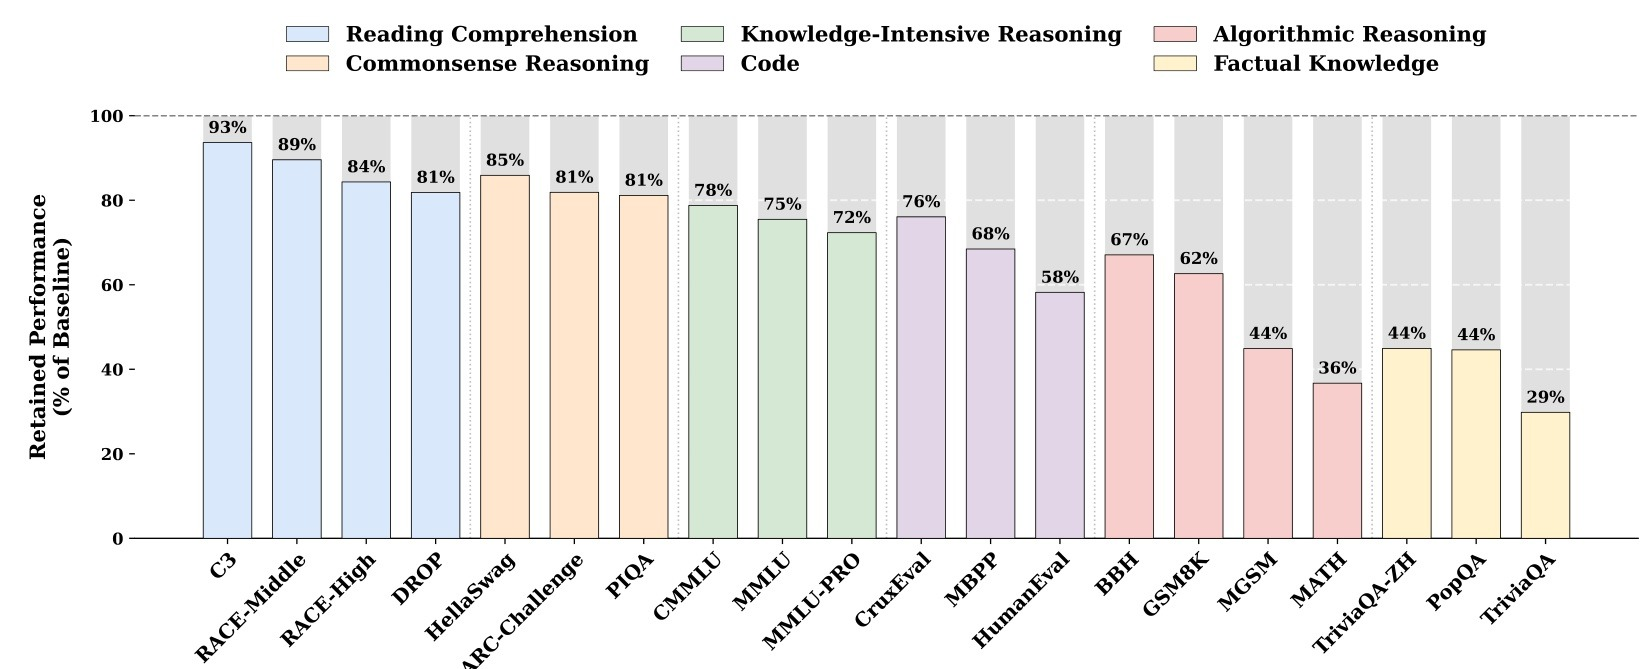 Reading Comprehension
Commonsense Reasoning
Knowledge-Intensive Reasoning
Code
Algorithmic Reasoning
Factual Knowledge
Retained Performance
(% of Baseline)
100
80
60
40
20
0
93%
89%
84%
81%
85%
81%
81%
78%
75%
72%
76%
68%
58%
67%
62%
44%
36%
44%
44%
29%
C3
RACE-Middle
RACE-High
DROP
HellaSwag
ARC-Challenge
PIQA
CMMLU
MMLU
MMLU-PRO
CruxEval
MBPP
HumanEval
BBH
GSM8K
MGSM
MATH
TriviaQA-ZH
PopQA
TriviaQA